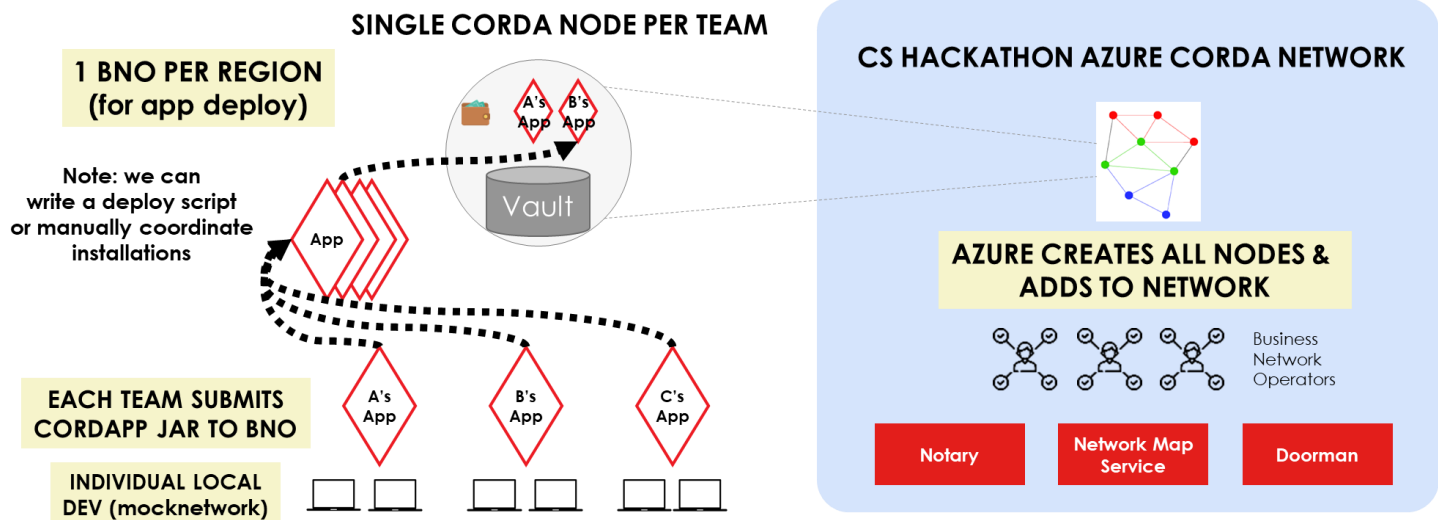 SINGLE CORDA NODE PER TEAM
1 BNO PER REGION
(for app deploy)
A's
App
B's
App
Vault
Note: we can
write a deploy script
or manually coordinate
installations
App
EACH TEAM SUBMITS
CORDAPP JAR TO BNO
A's
App
B's
App
C's
App
INDIVIDUAL LOCAL
DEV (mocknetwork)
CS HACKATHON AZURE CORDA NETWORK
AZURE CREATES ALL NODES &
ADDS TO NETWORK
Business
Network
Operators
Notary
Network Map
Service
Doorman